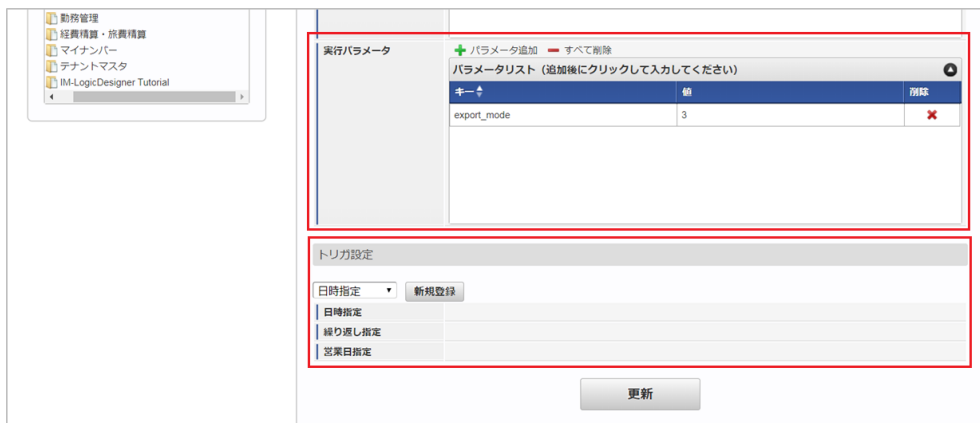 勤務管理
経費精算・旅費精算
マイナンバー
テナントマスタ
IM-LogicDesigner Tutorial
実行パラメータ
パラメータ追加 すべて削除
パラメータリスト（追加後にクリックして入力してください）
キー 値 削除
export_mode 3
トリガ設定
日時指定 新規登録
日時指定
繰り返し指定
営業日指定
更新